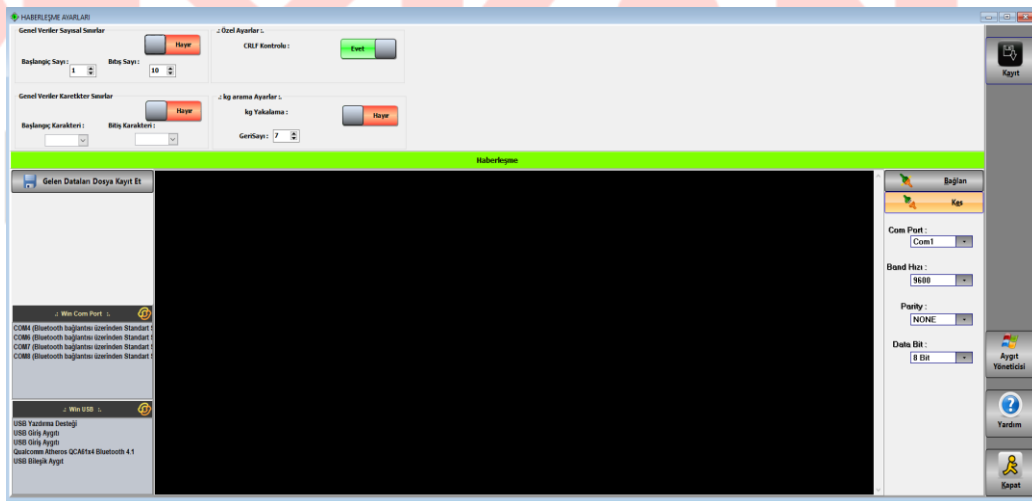 HABERLEŞME AYARLARI
Genel Veriler Sayısal Sınırlar
Hayır
Başlangıç Sayı :
1
Bitiş Sayı :
10
.: Özel Ayarlar :.
CRLF Kontrolu :
Evet
Genel Veriler Karetkter Sınırlar
Hayır
Başlangıç Karakteri :
Bitiş Karakteri :
.: kg arama Ayarlar :.
kg Yakalama :
Hayır
GeriSayı : 7
Kayıt
Haberleşme
Gelen Dataları Dosya Kayıt Et
Bağlan
Kes
Com Port :
Com1
Band Hızı :
9600
Parity :
NONE
Data Bit :
8 Bit
.: Win Com Port :.
COM4 (Bluetooth bağlantısı üzerinden Standart S
COM6 (Bluetooth bağlantısı üzerinden Standart S
COM7 (Bluetooth bağlantısı üzerinden Standart S
COM8 (Bluetooth bağlantısı üzerinden Standart S
.: Win USB :.
USB Yazdırma Desteği
USB Giriş Aygıtı
USB Giriş Aygıtı
Qualcomm Atheros QCA61x4 Bluetooth 4.1
USB Bileşik Aygıt
Aygıt
Yöneticisi
Yardım
Kapat